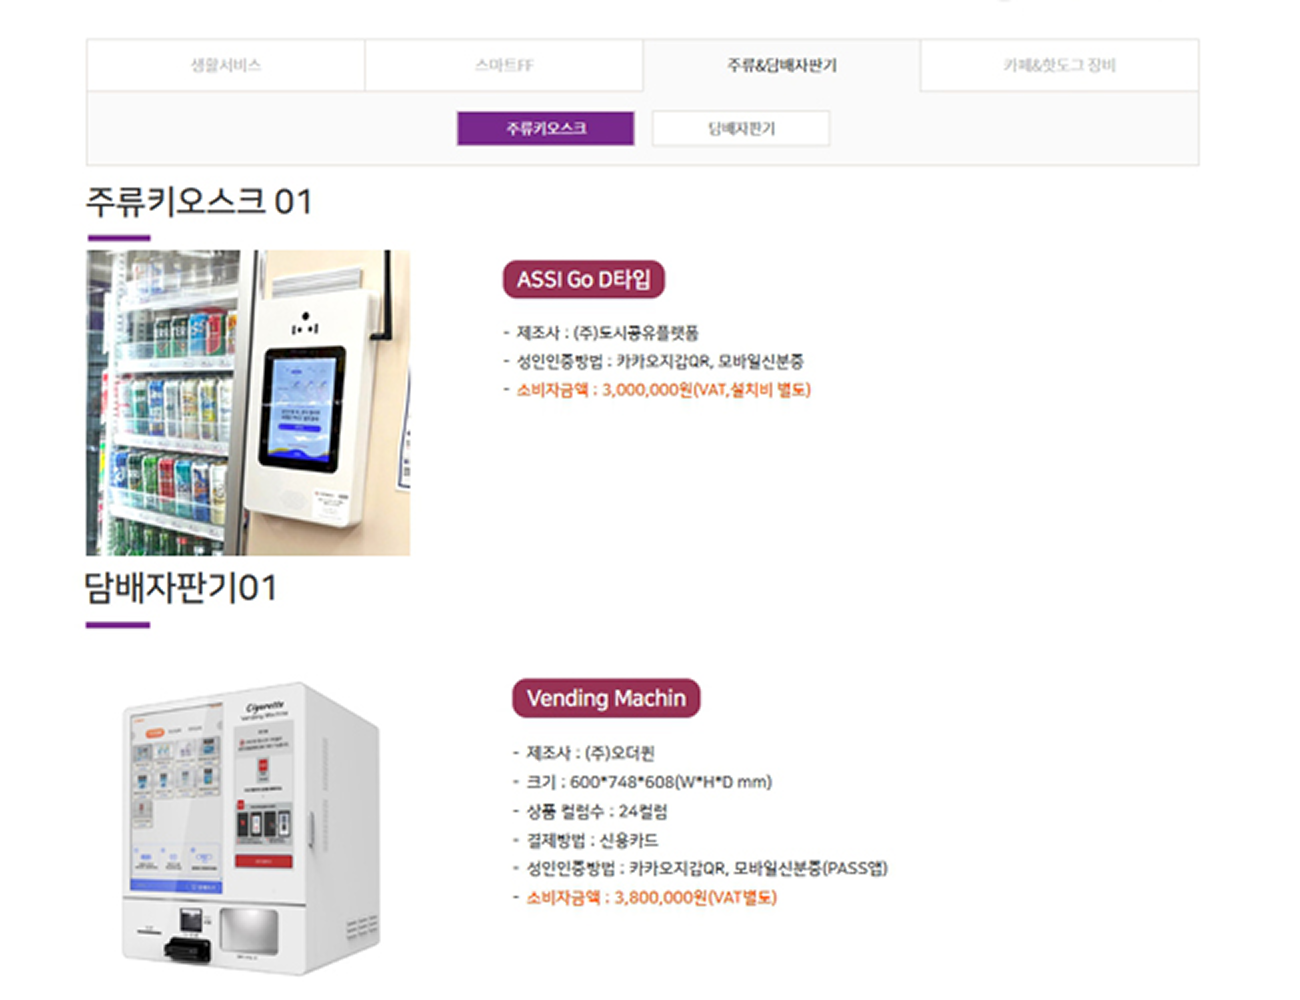 생활서비스
스마트FF
주류&담배자판기
카페&핫도그 장비
주류키오스크
담배자판기
주류키오스크 01
ASSI Go D타입
- 제조사 : (주)도시공유플랫폼
- 성인인증방법 : 카카오지갑QR, 모바일신분증
- 소비자금액 : 3,000,000원(VAT,설치비 별도)
담배자판기01
Vending Machin
- 제조사 : (주)오더퀸
- 크기 : 600*748*608(W*H*D mm)
- 상품 컬럼수 : 24컬럼
- 결제방법 : 신용카드
- 성인인증방법 : 카카오지갑QR, 모바일신분증(PASS앱)
- 소비자금액 : 3,800,000원(VAT별도)
Cigarette
Vending Machine